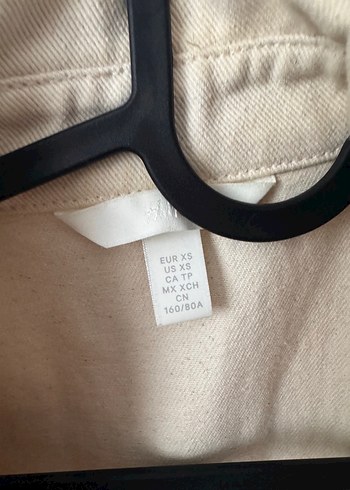 EUR XS
US XS
CA TP
MX XCH
CN
160/80A